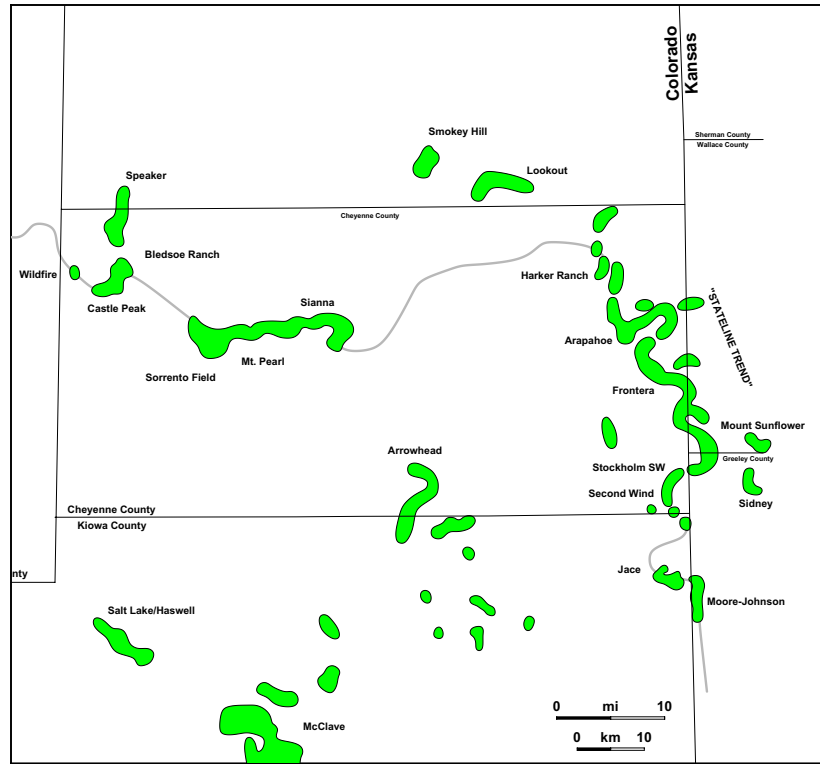 Colorado
Kansas
Smokey Hill
Sherman County
Wallace County
Lookout
Speaker
Cheyenne County
Bledsoe Ranch
Wildfire
Harker Ranch
Castle Peak
Sianna
"STATELINE TREND"
Arapahoe
Mt. Pearl
Sorrento Field
Frontera
Mount Sunflower
Arrowhead
Greeley County
Stockholm SW
Second Wind
Sidney
Cheyenne County
Kiowa County
Jace
nty
Moore-Johnson
Salt Lake/Haswell
McClave
0 mi 10
0 km 10